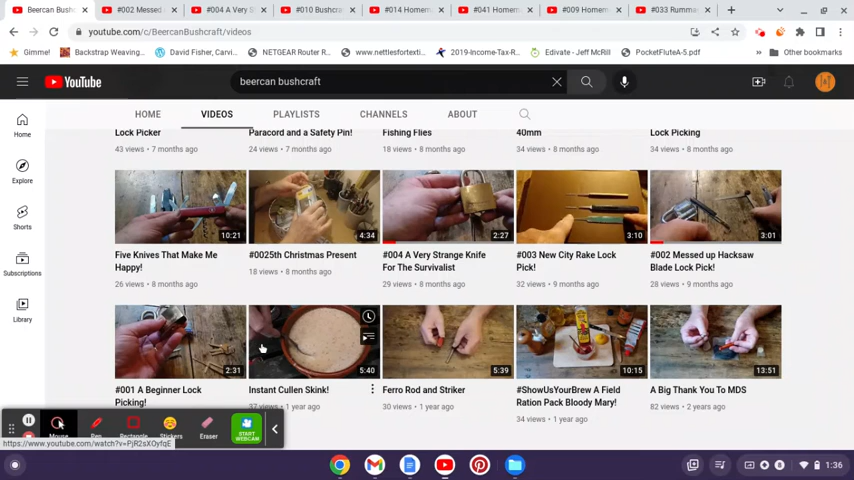 Beercan Bush
#002 Messed
#004 A Very S
#010 Bushcra
#014 Homem
#041 Homem
#009 Homem
#033 Rumma
youtube.com/c/BeercanBushcraft/videos
Gimme!
Backstrap Weaving...
David Fisher, Carvi...
NETGEAR Router R...
www.nettlesfortexti...
2019-Income-Tax-R...
Edivate - Jeff McRill
PocketFluteA-5.pdf
»
Other bookmarks
YouTube
beercan bushcraft
HOME
VIDEOS
PLAYLISTS
CHANNELS
ABOUT
Home
Explore
Shorts
Subscriptions
Library
Lock Picker
43 views • 7 months ago
Paracord and a Safety Pin!
24 views • 7 months ago
Fishing Flies
18 views • 8 months ago
40mm
34 views • 8 months ago
Lock Picking
34 views • 8 months ago
10:21
Five Knives That Make Me
Happy!
26 views • 8 months ago
4:34
#0025th Christmas Present
18 views • 8 months ago
2:27
#004 A Very Strange Knife
For The Survivalist
29 views • 8 months ago
3:10
#003 New City Rake Lock
Pick!
32 views • 9 months ago
3:01
#002 Messed up Hacksaw
Blade Lock Pick!
28 views • 9 months ago
2:31
#001 A Beginner Lock
Picking!
5:40
Instant Cullen Skink!
37 views • 1 year ago
5:39
Ferro Rod and Striker
30 views • 1 year ago
10:15
#ShowUsYourBrew A Field
Ration Pack Bloody Mary!
34 views • 1 year ago
13:51
A Big Thank You To MDS
82 views • 2 years ago
Mouse
Pen
Rectangle
Stickers
Eraser
START
WEBCAM
https://www.youtube.com/watch?v=PjR2sXOyfqE
1:36